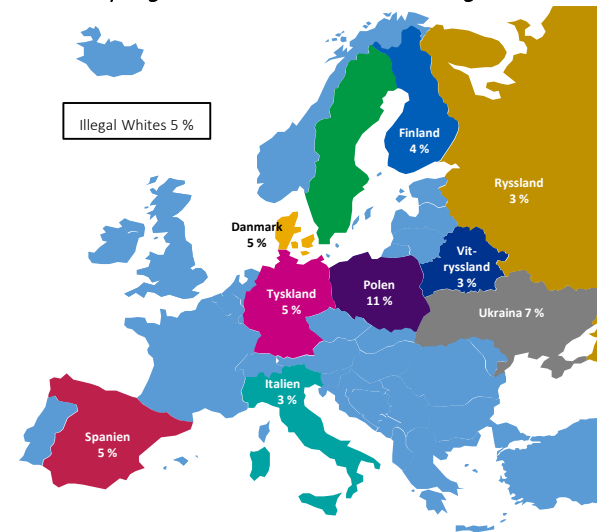 Illegal Whites 5 %
Finland
4 %
Ryssland
3 %
Danmark
5 %
Vit-
ryssland
3 %
Tyskland
5 %
Polen
11 %
Ukraina 7 %
Italien
3 %
Spanien
5 %